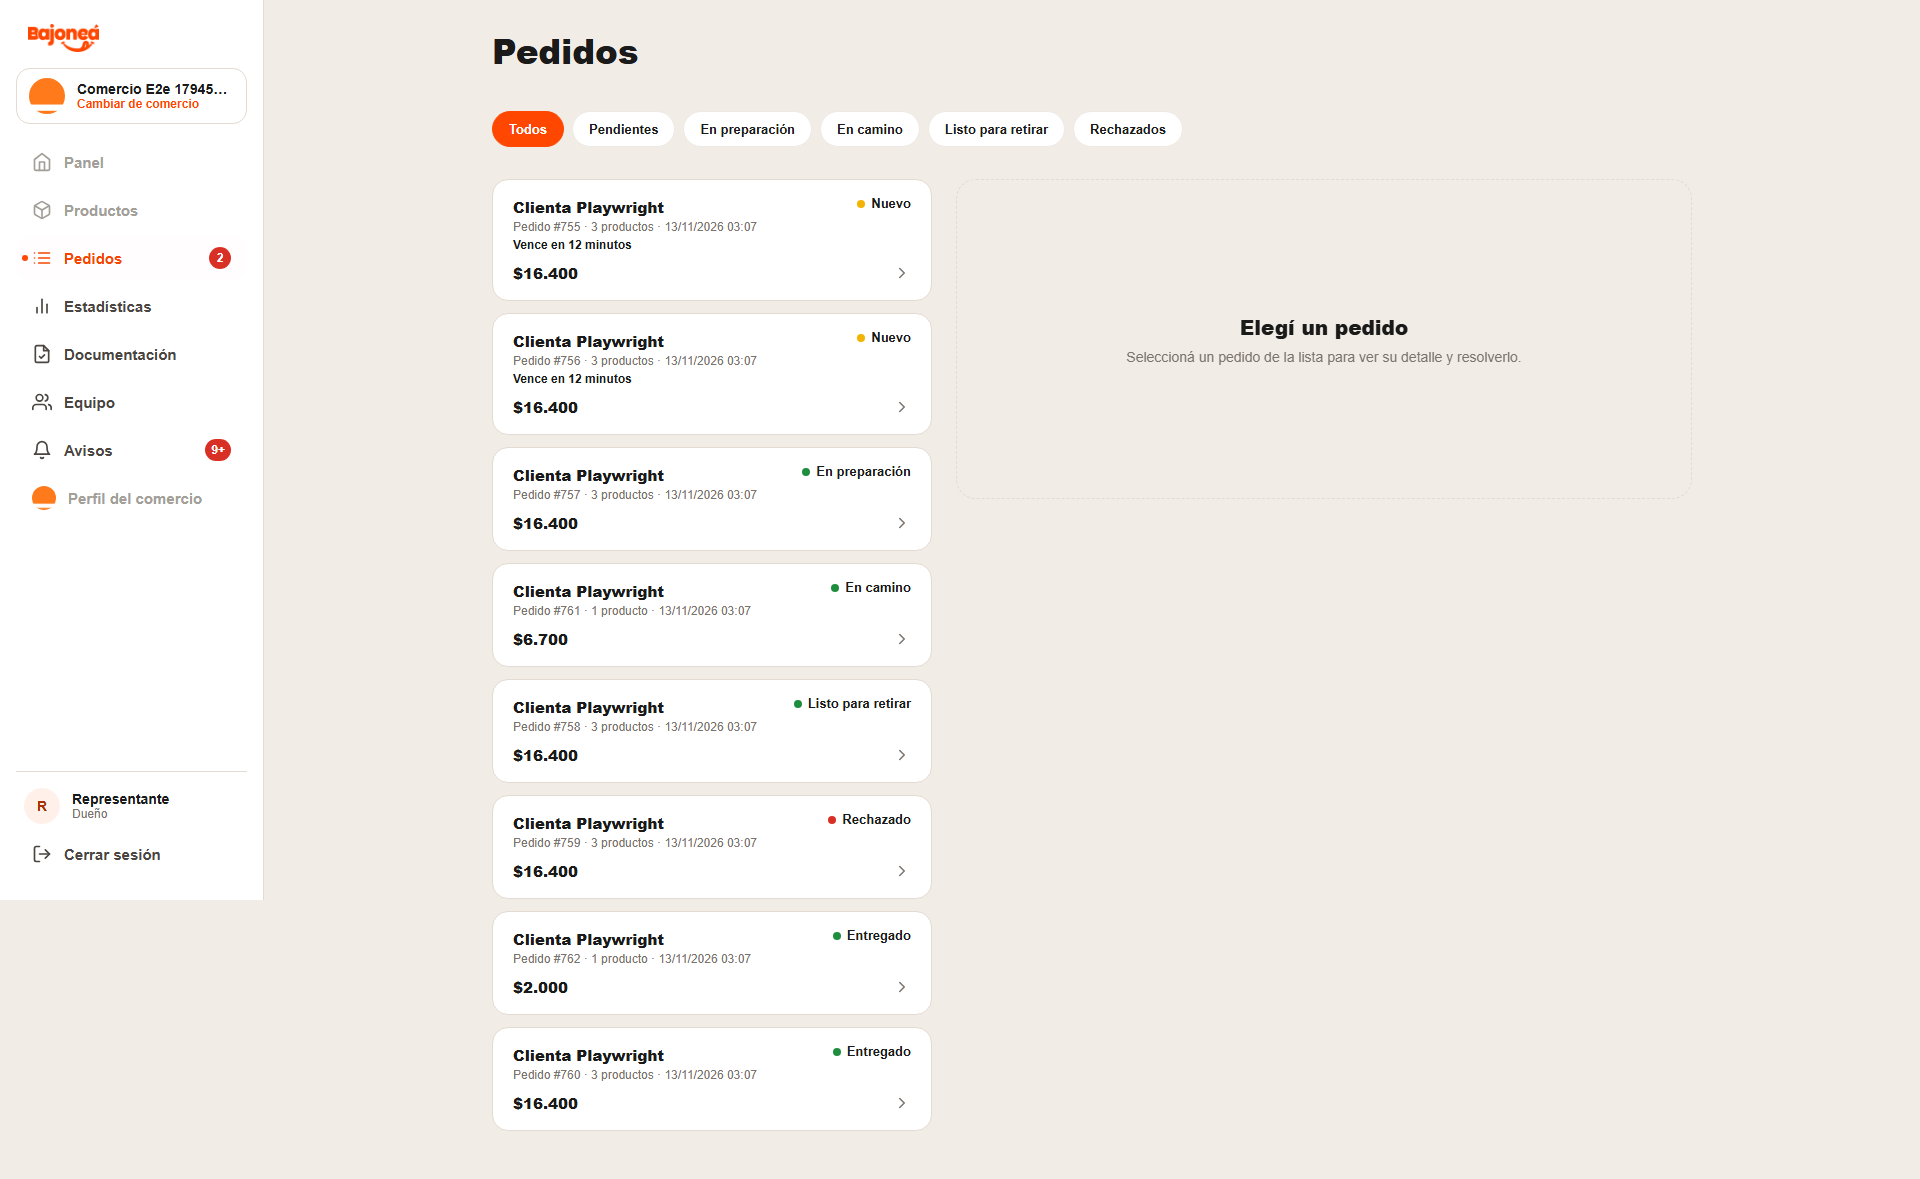 Bajoneá
Comercio E2e 17945...
Cambiar de comercio
Panel
Productos
Pedidos
2
Estadísticas
Documentación
Equipo
Avisos
9+
Perfil del comercio
R
Representante
Dueño
Cerrar sesión
Pedidos
Todos
Pendientes
En preparación
En camino
Listo para retirar
Rechazados
Clienta Playwright
Nuevo
Pedido #755 · 3 productos · 13/11/2026 03:07
Vence en 12 minutos
$16.400
Clienta Playwright
Nuevo
Pedido #756 · 3 productos · 13/11/2026 03:07
Vence en 12 minutos
$16.400
Clienta Playwright
En preparación
Pedido #757 · 3 productos · 13/11/2026 03:07
$16.400
Clienta Playwright
En camino
Pedido #761 · 1 producto · 13/11/2026 03:07
$6.700
Clienta Playwright
Listo para retirar
Pedido #758 · 3 productos · 13/11/2026 03:07
$16.400
Clienta Playwright
Rechazado
Pedido #759 · 3 productos · 13/11/2026 03:07
$16.400
Clienta Playwright
Entregado
Pedido #762 · 1 producto · 13/11/2026 03:07
$2.000
Clienta Playwright
Entregado
Pedido #760 · 3 productos · 13/11/2026 03:07
$16.400
Elegí un pedido
Seleccioná un pedido de la lista para ver su detalle y resolverlo.